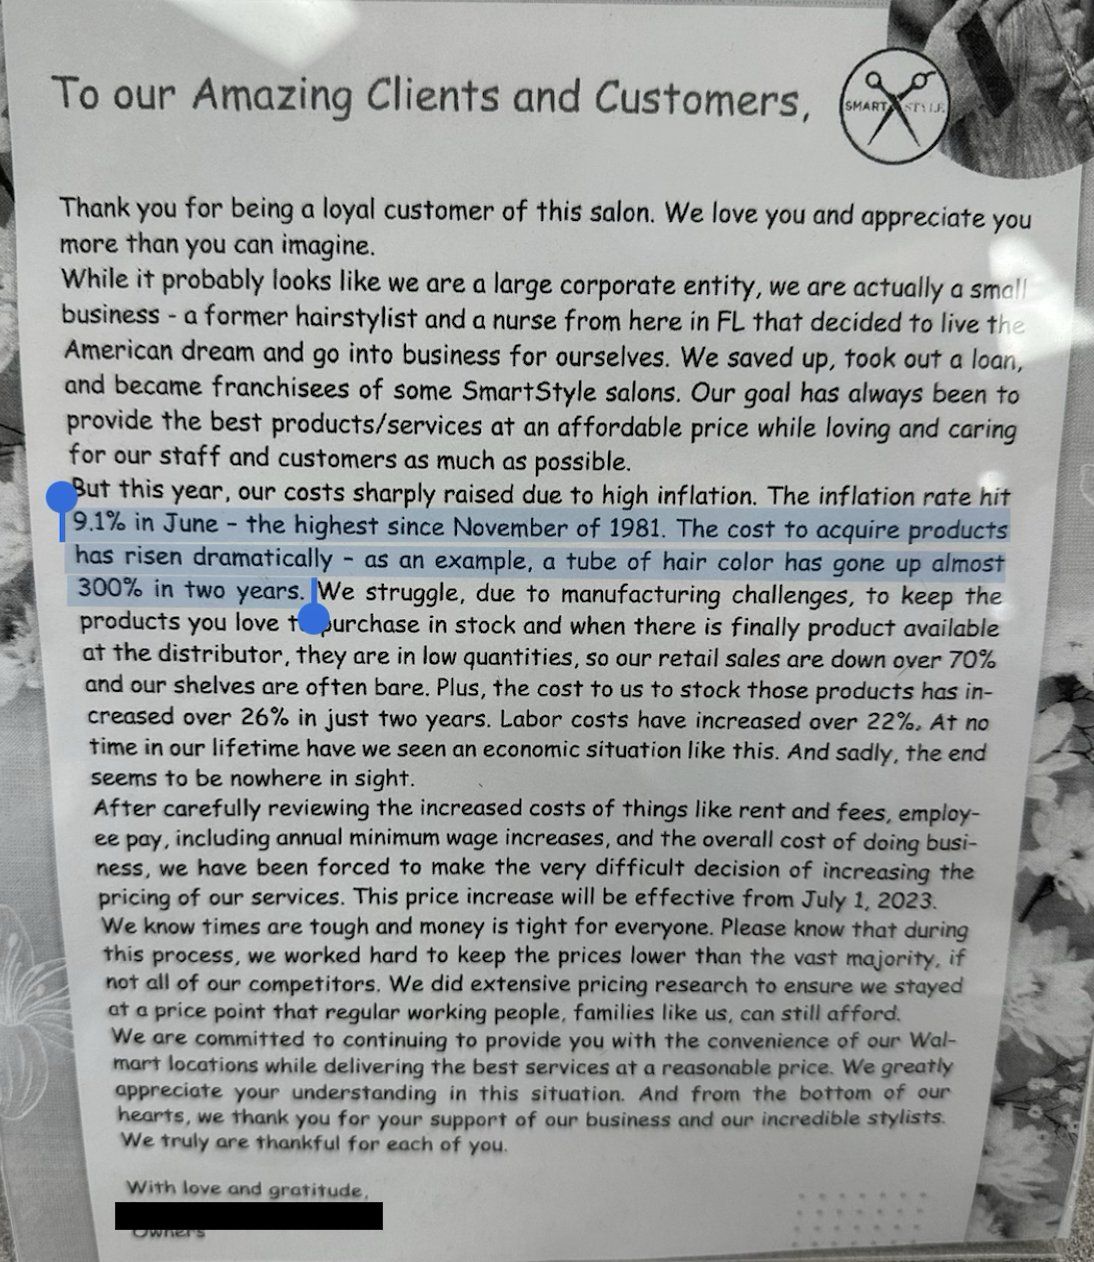 To our Amazing Clients and Customers,
SMART STYLE
Thank you for being a loyal customer of this salon. We love you and appreciate you
more than you can imagine.
While it probably looks like we are a large corporate entity, we are actually a small
business - a former hairstylist and a nurse from here in FL that decided to live the
American dream and go into business for ourselves. We saved up, took out a loan,
and became franchisees of some SmartStyle salons. Our goal has always been to
provide the best products/services at an affordable price while loving and caring
for our staff and customers as much as possible.
But this year, our costs sharply raised due to high inflation. The inflation rate hit
9.1% in June – the highest since November of 1981. The cost to acquire products
has risen dramatically – as an example, a tube of hair color has gone up almost
300% in two years. We struggle, due to manufacturing challenges, to keep the
products you love to purchase in stock and when there is finally product available
at the distributor, they are in low quantities, so our retail sales are down over 70%
and our shelves are often bare. Plus, the cost to us to stock those products has in-
creased over 26% in just two years. Labor costs have increased over 22%. At no
time in our lifetime have we seen an economic situation like this. And sadly, the end
seems to be nowhere in sight.
After carefully reviewing the increased costs of things like rent and fees, employ-
ee pay, including annual minimum wage increases, and the overall cost of doing busi-
ness, we have been forced to make the very difficult decision of increasing the
pricing of our services. This price increase will be effective from July 1, 2023.
We know times are tough and money is tight for everyone. Please know that during
this process, we worked hard to keep the prices lower than the vast majority, if
not all of our competitors. We did extensive pricing research to ensure we stayed
at a price point that regular working people, families like us, can still afford.
We are committed to continuing to provide you with the convenience of our Wal-
mart locations while delivering the best services at a reasonable price. We greatly
appreciate your understanding in this situation. And from the bottom of our
hearts, we thank you for your support of our business and our incredible stylists.
We truly are thankful for each of you.
With love and gratitude,
Owners